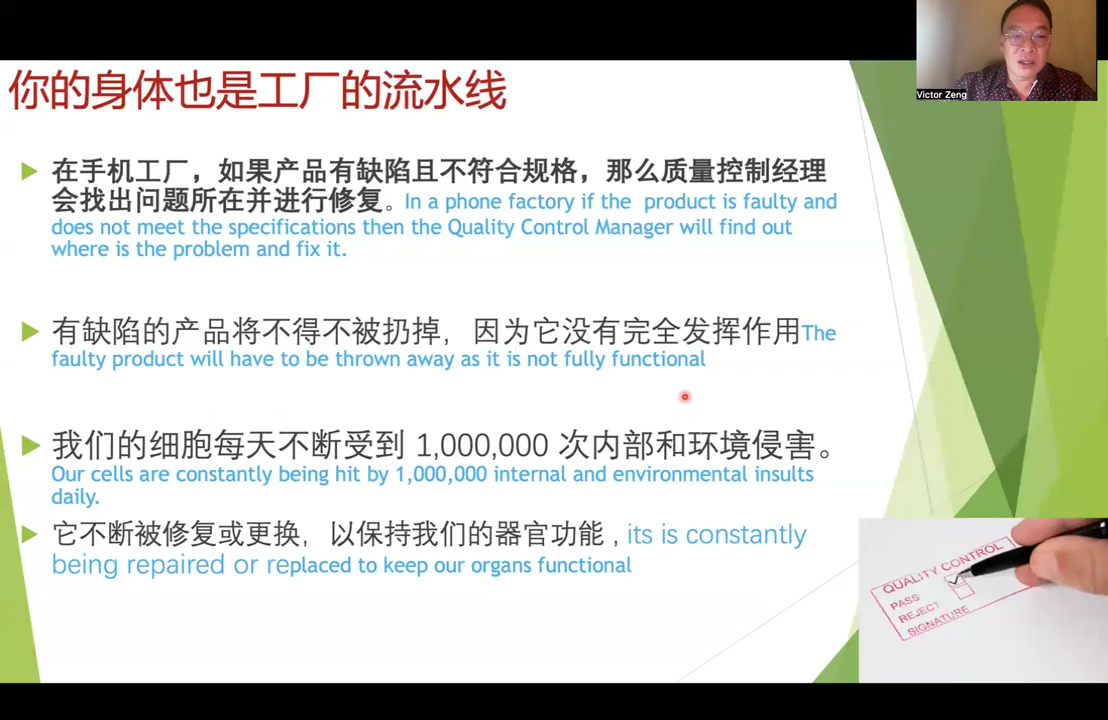 Victor Zeng
你的身体也是工厂的流水线
在手机工厂，如果产品有缺陷且不符合规格，那么质量控制经理
会找出问题所在并进行修复。In a phone factory if the product is faulty and
does not meet the specifications then the Quality Control Manager will find out
where is the problem and fix it.
有缺陷的产品将不得不被扔掉，因为它没有完全发挥作用The
faulty product will have to be thrown away as it is not fully functional
我们的细胞每天不断受到 1,000,000 次内部和环境侵害。
Our cells are constantly being hit by 1,000,000 internal and environmental insults
daily.
它不断被修复或更换，以保持我们的器官功能 , its is constantly
being repaired or replaced to keep our organs functional
QUALITY CONTROL
PASS
REJECT
SIGNATURE